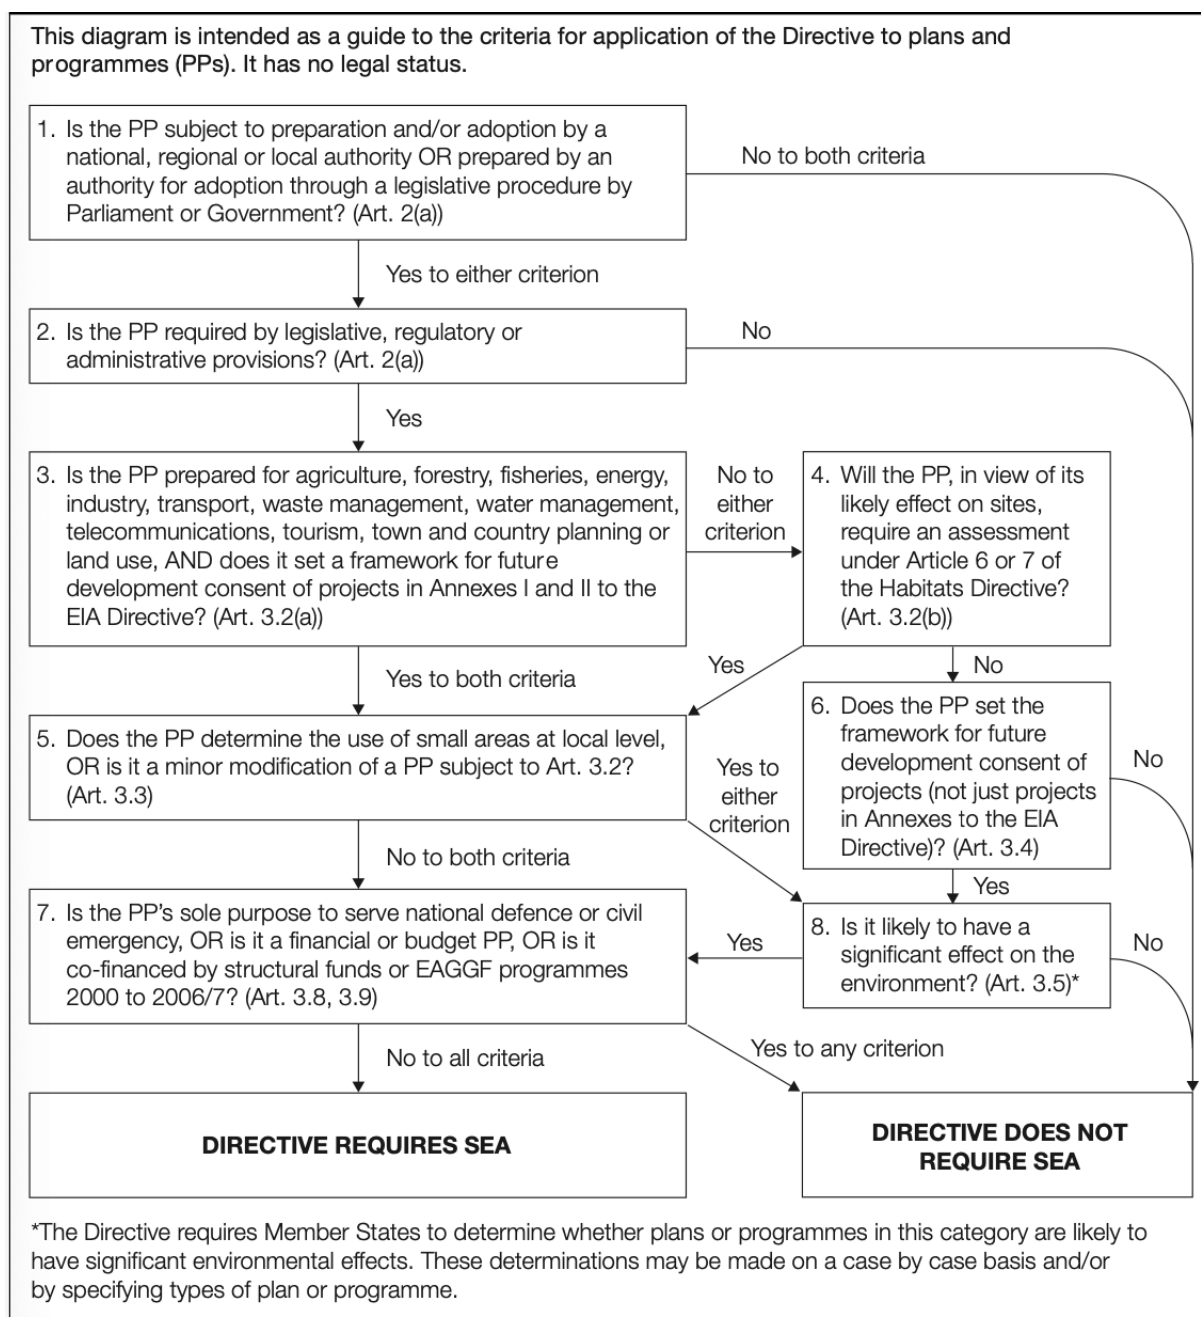 This diagram is intended as a guide to the criteria for application of the Directive to plans and
programmes (PPs). It has no legal status.
1. Is the PP subject to preparation and/or adoption by a
national, regional or local authority OR prepared by an
authority for adoption through a legislative procedure by
Parliament or Government? (Art. 2(a))
No to both criteria
Yes to either criterion
2. Is the PP required by legislative, regulatory or
administrative provisions? (Art. 2(a))
No
Yes
3. Is the PP prepared for agriculture, forestry, fisheries, energy,
industry, transport, waste management, water management,
telecommunications, tourism, town and country planning or
land use, AND does it set a framework for future
development consent of projects in Annexes I and II to the
EIA Directive? (Art. 3.2(a))
No to
either
criterion
4. Will the PP, in view of its
likely effect on sites,
require an assessment
under Article 6 or 7 of
the Habitats Directive?
(Art. 3.2(b))
Yes to both criteria
Yes
No
5. Does the PP determine the use of small areas at local level,
OR is it a minor modification of a PP subject to Art. 3.2?
(Art. 3.3)
Yes to
either
criterion
6. Does the PP set the
framework for future
development consent of
projects (not just projects
in Annexes to the EIA
Directive)? (Art. 3.4)
No
No to both criteria
Yes
7. Is the PP's sole purpose to serve national defence or civil
emergency, OR is it a financial or budget PP, OR is it
co-financed by structural funds or EAGGF programmes
2000 to 2006/7? (Art. 3.8, 3.9)
Yes
8. Is it likely to have a
significant effect on the
environment? (Art. 3.5)*
No
No to all criteria
Yes to any criterion
DIRECTIVE REQUIRES SEA
DIRECTIVE DOES NOT
REQUIRE SEA
*The Directive requires Member States to determine whether plans or programmes in this category are likely to
have significant environmental effects. These determinations may be made on a case by case basis and/or
by specifying types of plan or programme.